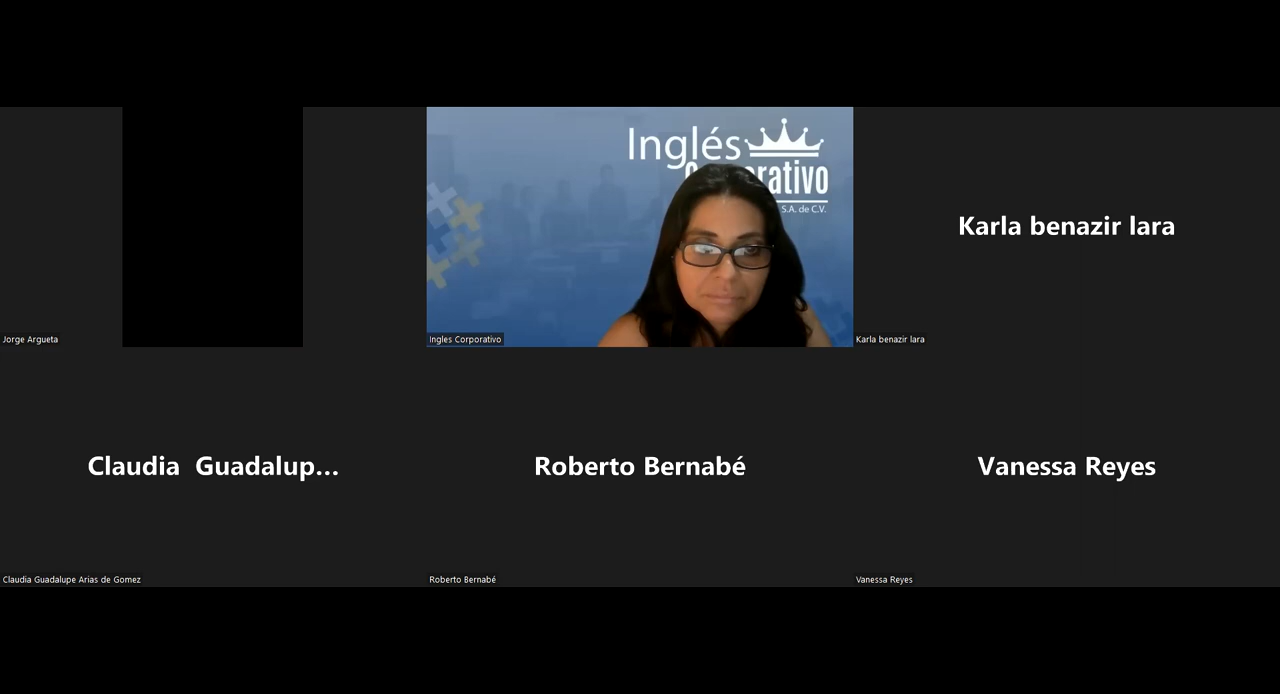 Inglés
Corporativo
S.A. de C.V.
Karla benazir lara
Jorge Argueta
Ingles Corporativo
Karla benazir lara
Claudia  Guadalup...
Roberto Bernabé
Vanessa Reyes
Claudia Guadalupe Arias de Gomez
Roberto Bernabé
Vanessa Reyes